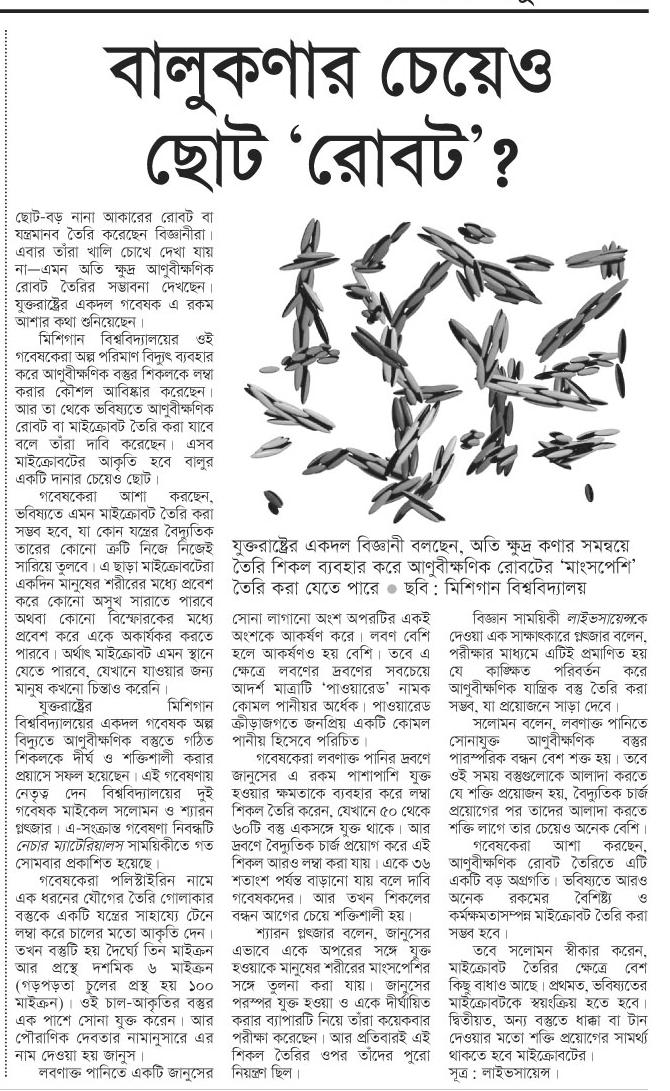 বালুকণার চেয়েও
ছোট ‘রোবট’?
ছোট-বড় নানা আকারের রোবট বা
যন্ত্রমানব তৈরি করেছেন বিজ্ঞানীরা।
এবার তাঁরা খালি চোখে দেখা যায়
না—এমন অতি ক্ষুদ্র আণুবীক্ষণিক
রোবট তৈরির সম্ভাবনা দেখছেন।
যুক্তরাষ্ট্রের একদল গবেষক এ রকম
আশার কথা শুনিয়েছেন।
মিশিগান বিশ্ববিদ্যালয়ের ওই
গবেষকেরা অল্প পরিমাণ বিদ্যুৎ ব্যবহার
করে আণুবীক্ষণিক বস্তুর শিকলকে লম্বা
করার কৌশল আবিষ্কার করেছেন।
আর তা থেকে ভবিষ্যতে আণুবীক্ষণিক
রোবট বা মাইক্রোবট তৈরি করা যাবে
বলে তাঁরা দাবি করেছেন। এসব
মাইক্রোবটের আকৃতি হবে বালুর
একটি দানার চেয়েও ছোট।
গবেষকেরা আশা করছেন,
ভবিষ্যতে এমন মাইক্রোবট তৈরি করা
সম্ভব হবে, যা কোন যন্ত্রের বৈদ্যুতিক
তারের কোনো ত্রুটি নিজে নিজেই
সারিয়ে তুলবে। এ ছাড়া মাইক্রোবটেরা
একদিন মানুষের শরীরের মধ্যে প্রবেশ
করে কোনো অসুখ সারাতে পারবে
অথবা কোনো বিস্ফোরকের মধ্যে
প্রবেশ করে একে অকার্যকর করতে
পারবে। অর্থাৎ মাইক্রোবট এমন স্থানে
যেতে পারবে, যেখানে যাওয়ার জন্য
মানুষ কখনো চিন্তাও করেনি।
যুক্তরাষ্ট্রের মিশিগান
বিশ্ববিদ্যালয়ের একদল গবেষক অল্প
বিদ্যুতে আণুবীক্ষণিক বস্তুতে গঠিত
শিকলকে দীর্ঘ ও শক্তিশালী করার
প্রয়াসে সফল হয়েছেন। এই গবেষণায়
নেতৃত্ব দেন বিশ্ববিদ্যালয়ের দুই
গবেষক মাইকেল সলোমন ও শ্যারন
গ্লৎজার। এ-সংক্রান্ত গবেষণা নিবন্ধটি
নেচার ম্যাটেরিয়ালস সাময়িকীতে গত
সোমবার প্রকাশিত হয়েছে।
গবেষকেরা পলিস্টাইরিন নামে
এক ধরনের যৌগের তৈরি গোলাকার
বস্তুকে একটি যন্ত্রের সাহায্যে টেনে
লম্বা করে চালের মতো আকৃতি দেন।
তখন বস্তুটি হয় দৈর্ঘ্যে তিন মাইক্রন
আর প্রস্থে দশমিক ৬ মাইক্রন
(গড়পড়তা চুলের প্রস্থ হয় ১০০
মাইক্রন)। ওই চাল-আকৃতির বস্তুর
এক পাশে সোনা যুক্ত করেন। আর
পৌরাণিক দেবতার নামানুসারে এর
নাম দেওয়া হয় জানুস।
লবণাক্ত পানিতে একটি জানুসের
যুক্তরাষ্ট্রের একদল বিজ্ঞানী বলছেন, অতি ক্ষুদ্র কণার সমন্বয়ে
তৈরি শিকল ব্যবহার করে আণুবীক্ষণিক রোবটের ‘মাংসপেশি’
তৈরি করা যেতে পারে ● ছবি : মিশিগান বিশ্ববিদ্যালয়
সোনা লাগানো অংশ অপরটির একই
অংশকে আকর্ষণ করে। লবণ বেশি
হলে আকর্ষণও হয় বেশি। তবে এ
ক্ষেত্রে লবণের দ্রবণের সবচেয়ে
আদর্শ মাত্রাটি ‘পাওয়ারেড’ নামক
কোমল পানীয়র অর্ধেক। পাওয়ারেড
ক্রীড়াজগতে জনপ্রিয় একটি কোমল
পানীয় হিসেবে পরিচিত।
গবেষকেরা লবণাক্ত পানির দ্রবণে
জানুসের এ রকম পাশাপাশি যুক্ত
হওয়ার ক্ষমতাকে ব্যবহার করে লম্বা
শিকল তৈরি করেন, যেখানে ৫০ থেকে
৬০টি বস্তু একসঙ্গে যুক্ত থাকে। আর
দ্রবণে বৈদ্যুতিক চার্জ প্রয়োগ করে এই
শিকল আরও লম্বা করা যায়। একে ৩৬
শতাংশ পর্যন্ত বাড়ানো যায় বলে দাবি
গবেষকদের। আর তখন শিকলের
বন্ধন আগের চেয়ে শক্তিশালী হয়।
শ্যারন গ্লৎজার বলেন, জানুসের
এভাবে একে অপরের সঙ্গে যুক্ত
হওয়াকে মানুষের শরীরের মাংসপেশির
সঙ্গে তুলনা করা যায়। জানুসের
পরস্পর যুক্ত হওয়া ও একে দীর্ঘায়িত
করার ব্যাপারটি নিয়ে তাঁরা কয়েকবার
পরীক্ষা করেছেন। আর প্রতিবারই এই
শিকল তৈরির ওপর তাঁদের পুরো
নিয়ন্ত্রণ ছিল।
বিজ্ঞান সাময়িকী ‘লাইভসায়েন্স’কে
দেওয়া এক সাক্ষাৎকারে গ্লৎজার বলেন,
পরীক্ষার মাধ্যমে এটিই প্রমাণিত হয়
যে কাঙ্ক্ষিত পরিবর্তন করে
আণুবীক্ষণিক যান্ত্রিক বস্তু তৈরি করা
সম্ভব, যা প্রয়োজনে সাড়া দেবে।
সলোমন বলেন, লবণাক্ত পানিতে
সোনাযুক্ত আণুবীক্ষণিক বস্তুর
পারস্পরিক বন্ধন বেশ শক্ত হয়। তবে
ওই সময় বস্তুগুলোকে আলাদা করতে
যে শক্তি প্রয়োজন হয়, বৈদ্যুতিক চার্জ
প্রয়োগের পর তাদের আলাদা করতে
শক্তি লাগে তার চেয়েও অনেক বেশি।
গবেষকেরা আশা করছেন,
আণুবীক্ষণিক রোবট তৈরিতে এটি
একটি বড় অগ্রগতি। ভবিষ্যতে আরও
অনেক রকমের বৈশিষ্ট্য ও
কর্মক্ষমতাসম্পন্ন মাইক্রোবট তৈরি করা
সম্ভব হবে।
তবে সলোমন স্বীকার করেন,
মাইক্রোবট তৈরির ক্ষেত্রে বেশ
কিছু বাধাও আছে। প্রথমত, ভবিষ্যতের
মাইক্রোবটকে স্বয়ংক্রিয় হতে হবে।
দ্বিতীয়ত, অন্য বস্তুতে ধাক্কা বা টান
দেওয়ার মতো শক্তি প্রয়োগের সামর্থ্য
থাকতে হবে মাইক্রোবটের।
সূত্র : লাইভসায়েন্স।